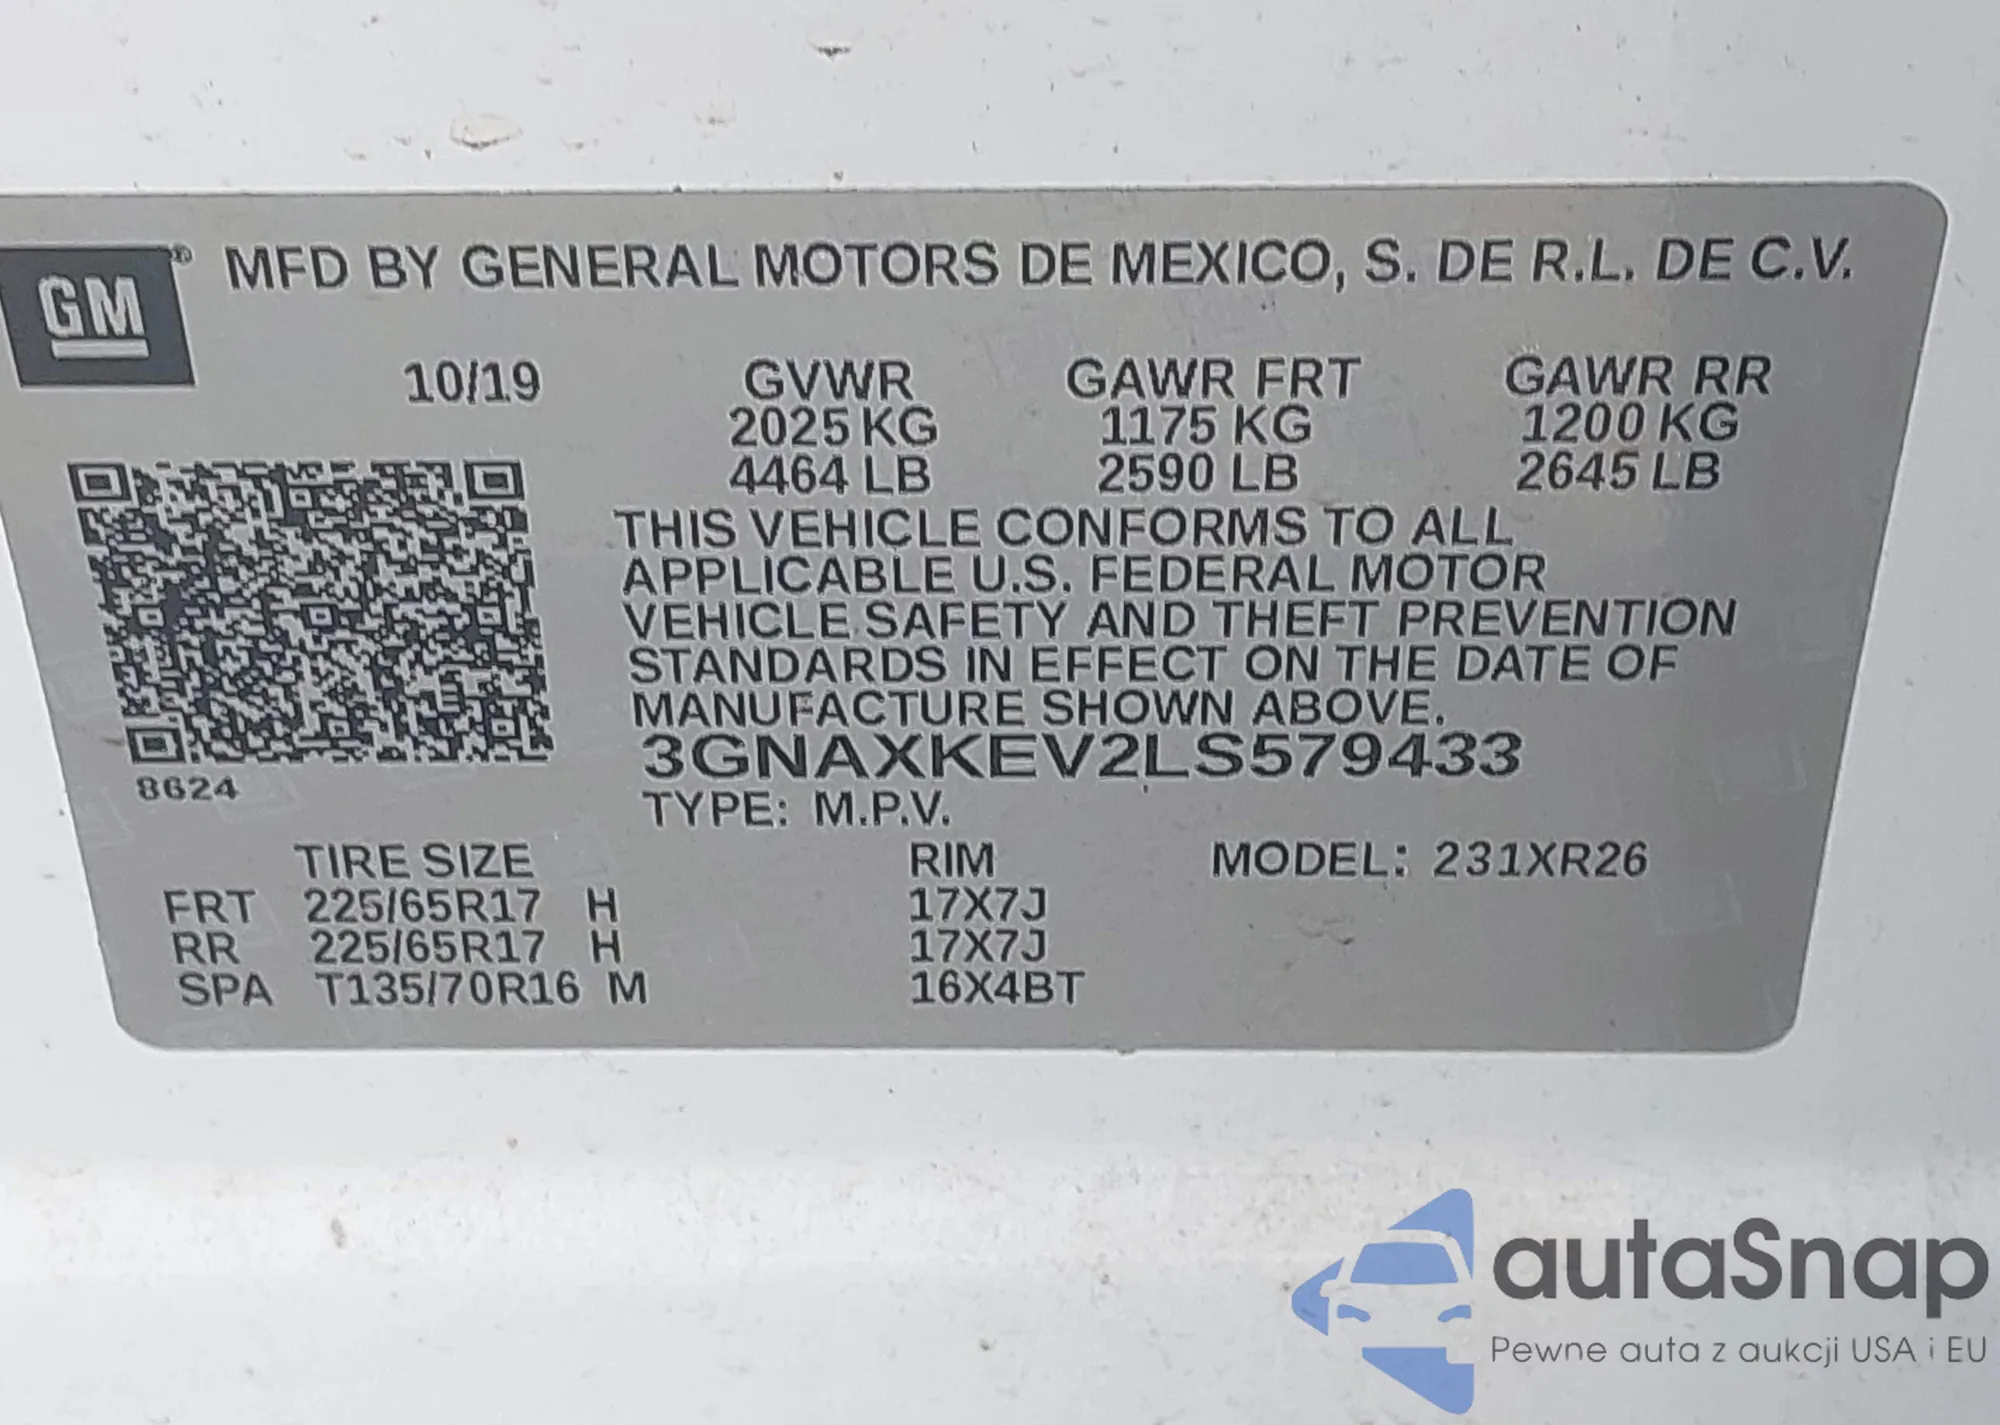 GM® MFD BY GENERAL MOTORS DE MEXICO, S. DE R.L. DE C.V.
10/19 GVWR GAWR FRT GAWR RR
2025 KG 1175 KG 1200 KG
4464 LB 2590 LB 2645 LB
THIS VEHICLE CONFORMS TO ALL
APPLICABLE U.S. FEDERAL MOTOR
VEHICLE SAFETY AND THEFT PREVENTION
STANDARDS IN EFFECT ON THE DATE OF
MANUFACTURE SHOWN ABOVE.
3GNAXKEV2LS579433
8624
TYPE: M.P.V.
TIRE SIZE RIM MODEL: 231XR26
FRT 225/65R17 H 17X7J
RR 225/65R17 H 17X7J
SPA T135/70R16 M 16X4BT
autaSnap
Pewne auta z aukcji USA i EU